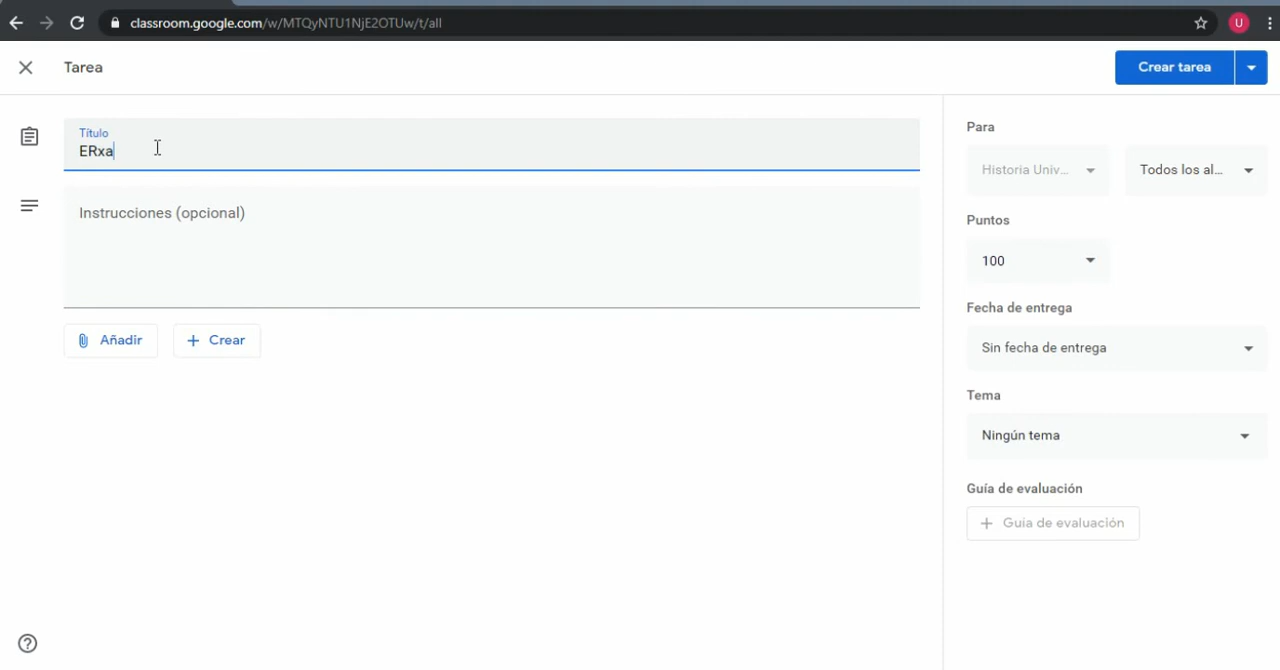 classroom.google.com/w/MTQyNTU1NjE2OTUw/t/all
U
Tarea
Crear tarea
Título
ERxa
Instrucciones (opcional)
Añadir
Crear
Para
Historia Univ...
Todos los al...
Puntos
100
Fecha de entrega
Sin fecha de entrega
Tema
Ningún tema
Guía de evaluación
Guía de evaluación